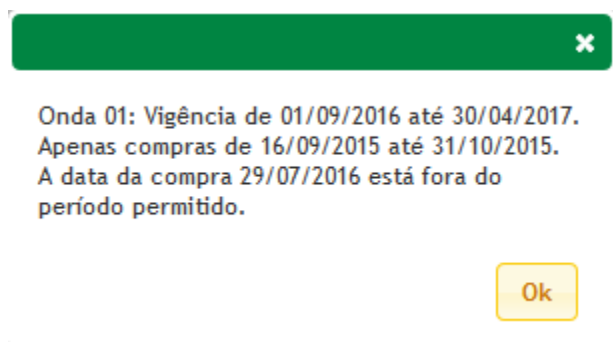 Onda 01: Vigência de 01/09/2016 até 30/04/2017.
Apenas compras de 16/09/2015 até 31/10/2015.
A data da compra 29/07/2016 está fora do
período permitido.
Ok